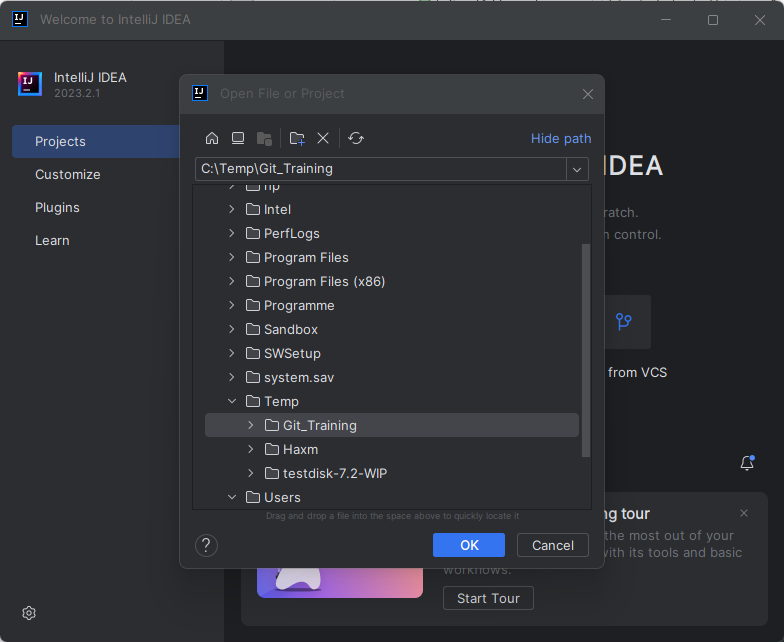 Welcome to IntelliJ IDEA
IntelliJ IDEA
2023.2.1
Projects
Customize
Plugins
Learn
Open File or Project
Hide path
C:\Temp\Git_Training
hp
Intel
PerfLogs
Program Files
Program Files (x86)
Programme
Sandbox
SWSetup
system.sav
Temp
Git_Training
Haxm
testdisk-7.2-WIP
Users
Drag and drop a file into the space above to quickly locate it
?
OK
Cancel
IDEA
ratch.
n control.
from VCS
ng tour
the most out of your
with its tools and basic
workflows.
Start Tour